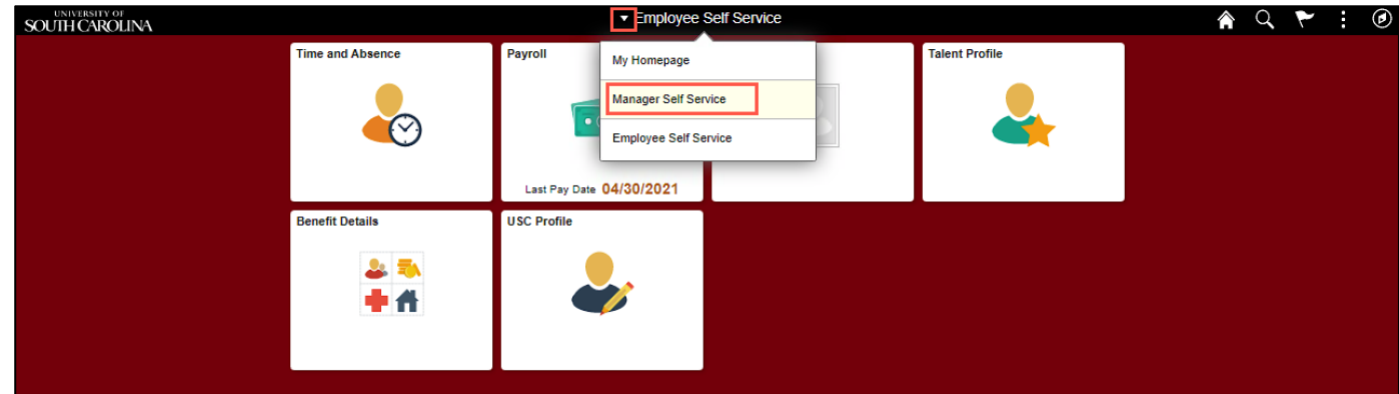 UNIVERSITY OF
SOUTH CAROLINA
Employee Self Service
Time and Absence
Payroll
My Homepage
Manager Self Service
Employee Self Service
Talent Profile
Last Pay Date 04/30/2021
Benefit Details
USC Profile